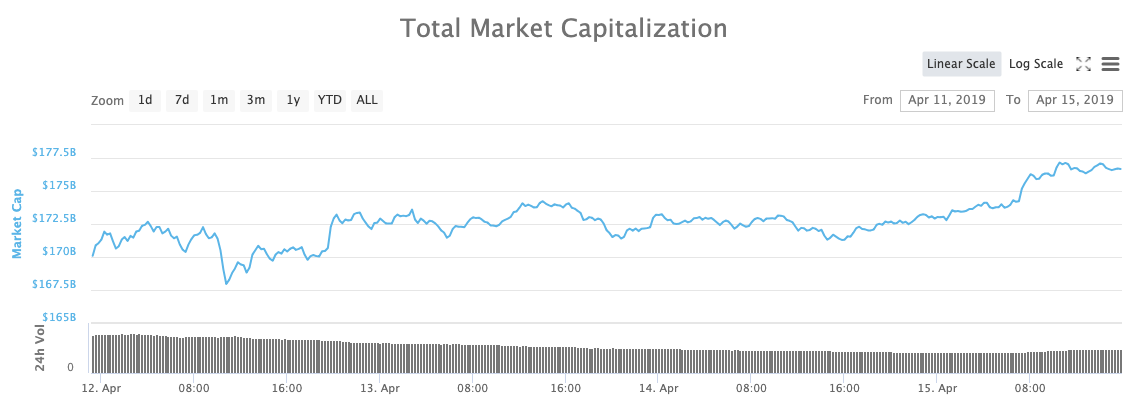 Total Market Capitalization
Linear Scale Log Scale
Zoom 1d 7d 1m 3m 1y YTD ALL From Apr 11, 2019 To Apr 15, 2019
Market Cap
$177.5B
$175B
$172.5B
$170B
$167.5B
$165B
24h Vol
0
12. Apr 08:00 16:00 13. Apr 08:00 16:00 14. Apr 08:00 16:00 15. Apr 08:00